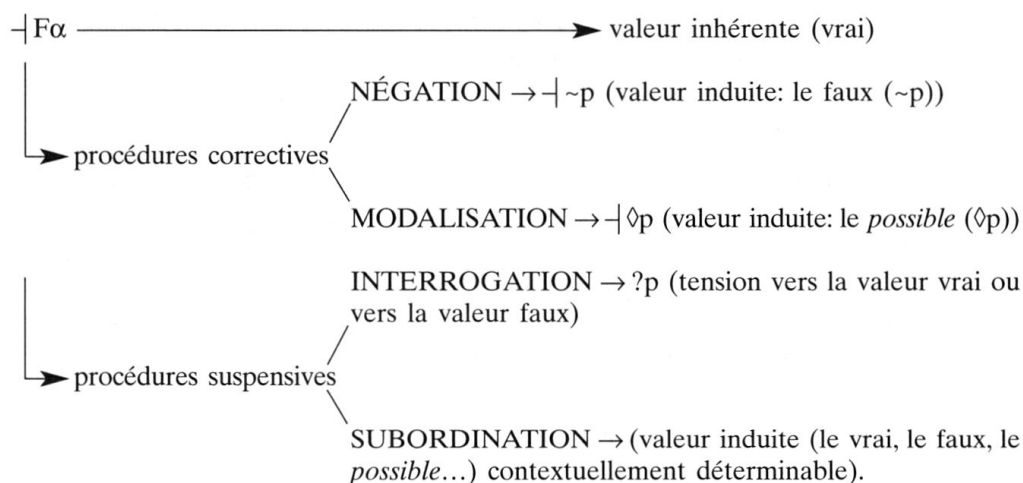 ⊣Fα → valeur inhérente (vrai)
NÉGATION → ⊣~p (valeur induite: le faux (~p))
procédures correctives
MODALISATION → ⊣◊p (valeur induite: le possible (◊p))
INTERROGATION → ?p (tension vers la valeur vrai ou
vers la valeur faux)
procédures suspensives
SUBORDINATION → (valeur induite (le vrai, le faux, le
possible…) contextuellement déterminable).